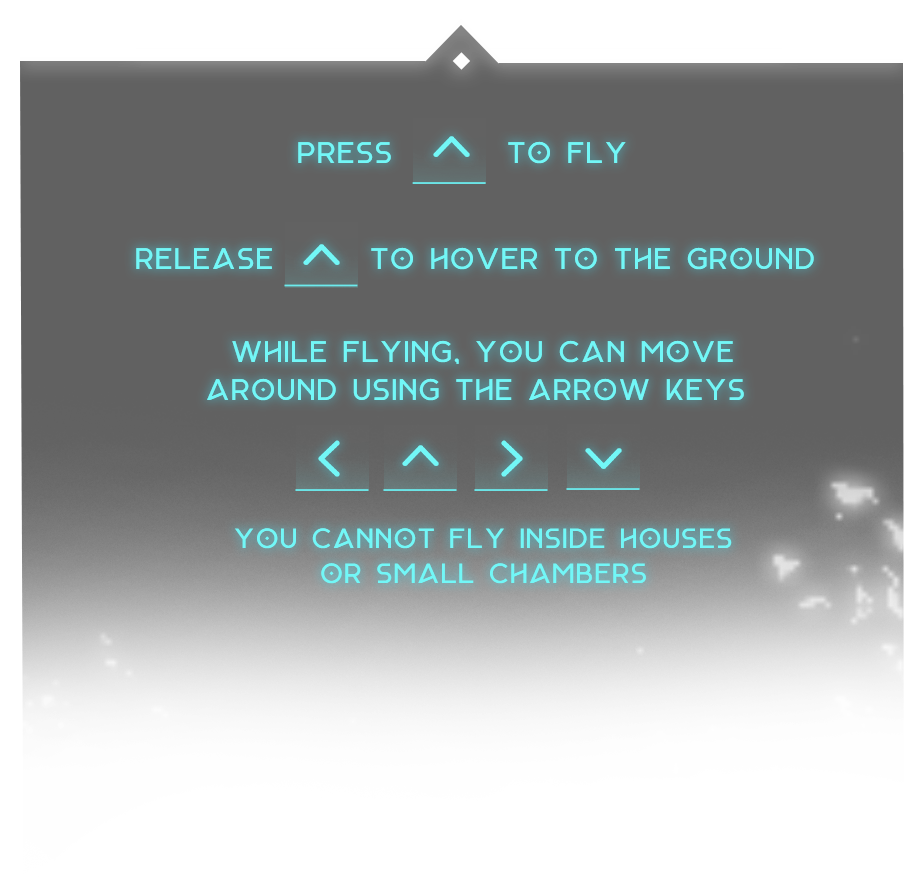 PRESS ^ TO FLY
RELEASE ^ TO HOVER TO THE GROUND
WHILE FLYING, YOU CAN MOVE
AROUND USING THE ARROW KEYS
< ^ > ⌄
YOU CANNOT FLY INSIDE HOUSES
OR SMALL CHAMBERS